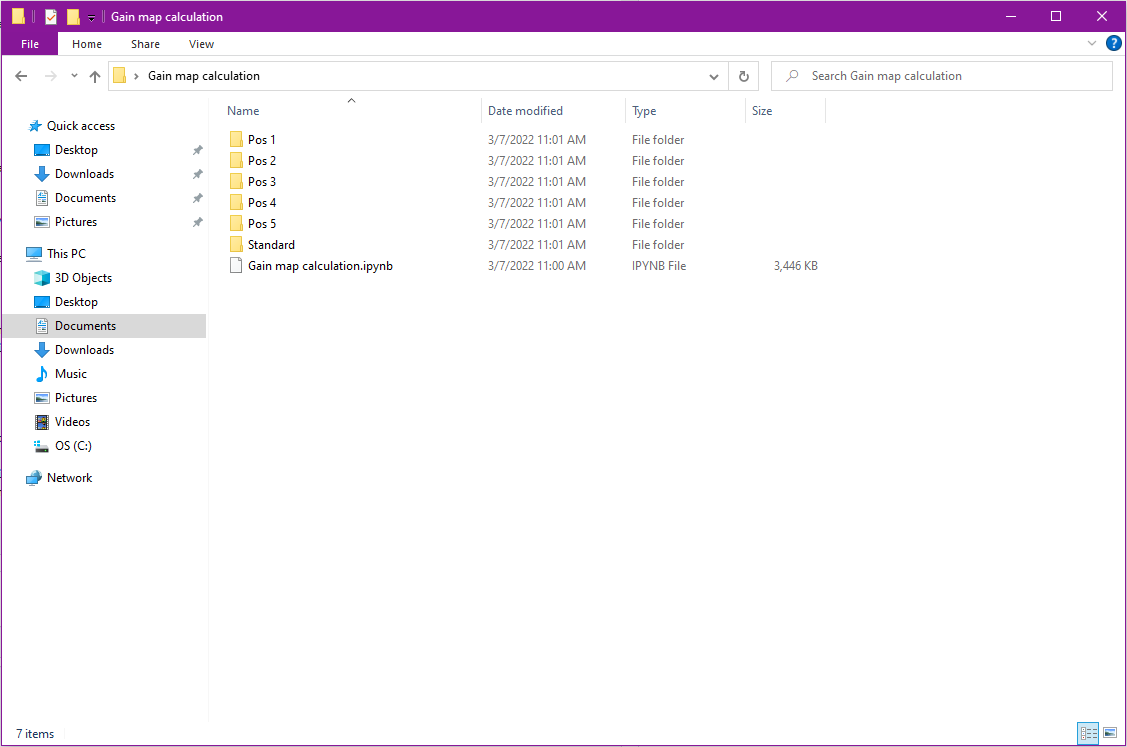 Gain map calculation
File Home Share View ?
Gain map calculation Search Gain map calculation
Name Date modified Type Size
Quick access
Desktop
Downloads
Documents
Pictures
This PC
3D Objects
Desktop
Documents
Downloads
Music
Pictures
Videos
OS (C:)
Network
Pos 1 3/7/2022 11:01 AM File folder
Pos 2 3/7/2022 11:01 AM File folder
Pos 3 3/7/2022 11:01 AM File folder
Pos 4 3/7/2022 11:01 AM File folder
Pos 5 3/7/2022 11:01 AM File folder
Standard 3/7/2022 11:01 AM File folder
Gain map calculation.ipynb 3/7/2022 11:00 AM IPYNB File 3,446 KB
7 items